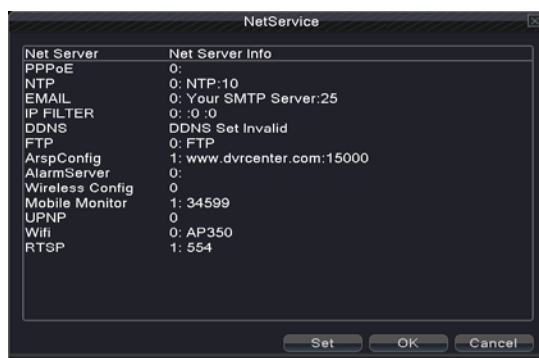 NetService
Net Server Net Server Info
PPPoE 0:
NTP 0: NTP:10
EMAIL 0: Your SMTP Server:25
IP FILTER 0: :0 :0
DDNS DDNS Set Invalid
FTP 0: FTP
ArspConfig 1: www.dvrcenter.com:15000
AlarmServer 0:
Wireless Config 0
Mobile Monitor 1: 34599
UPNP 0
Wifi 0: AP350
RTSP 1: 554
Set OK Cancel